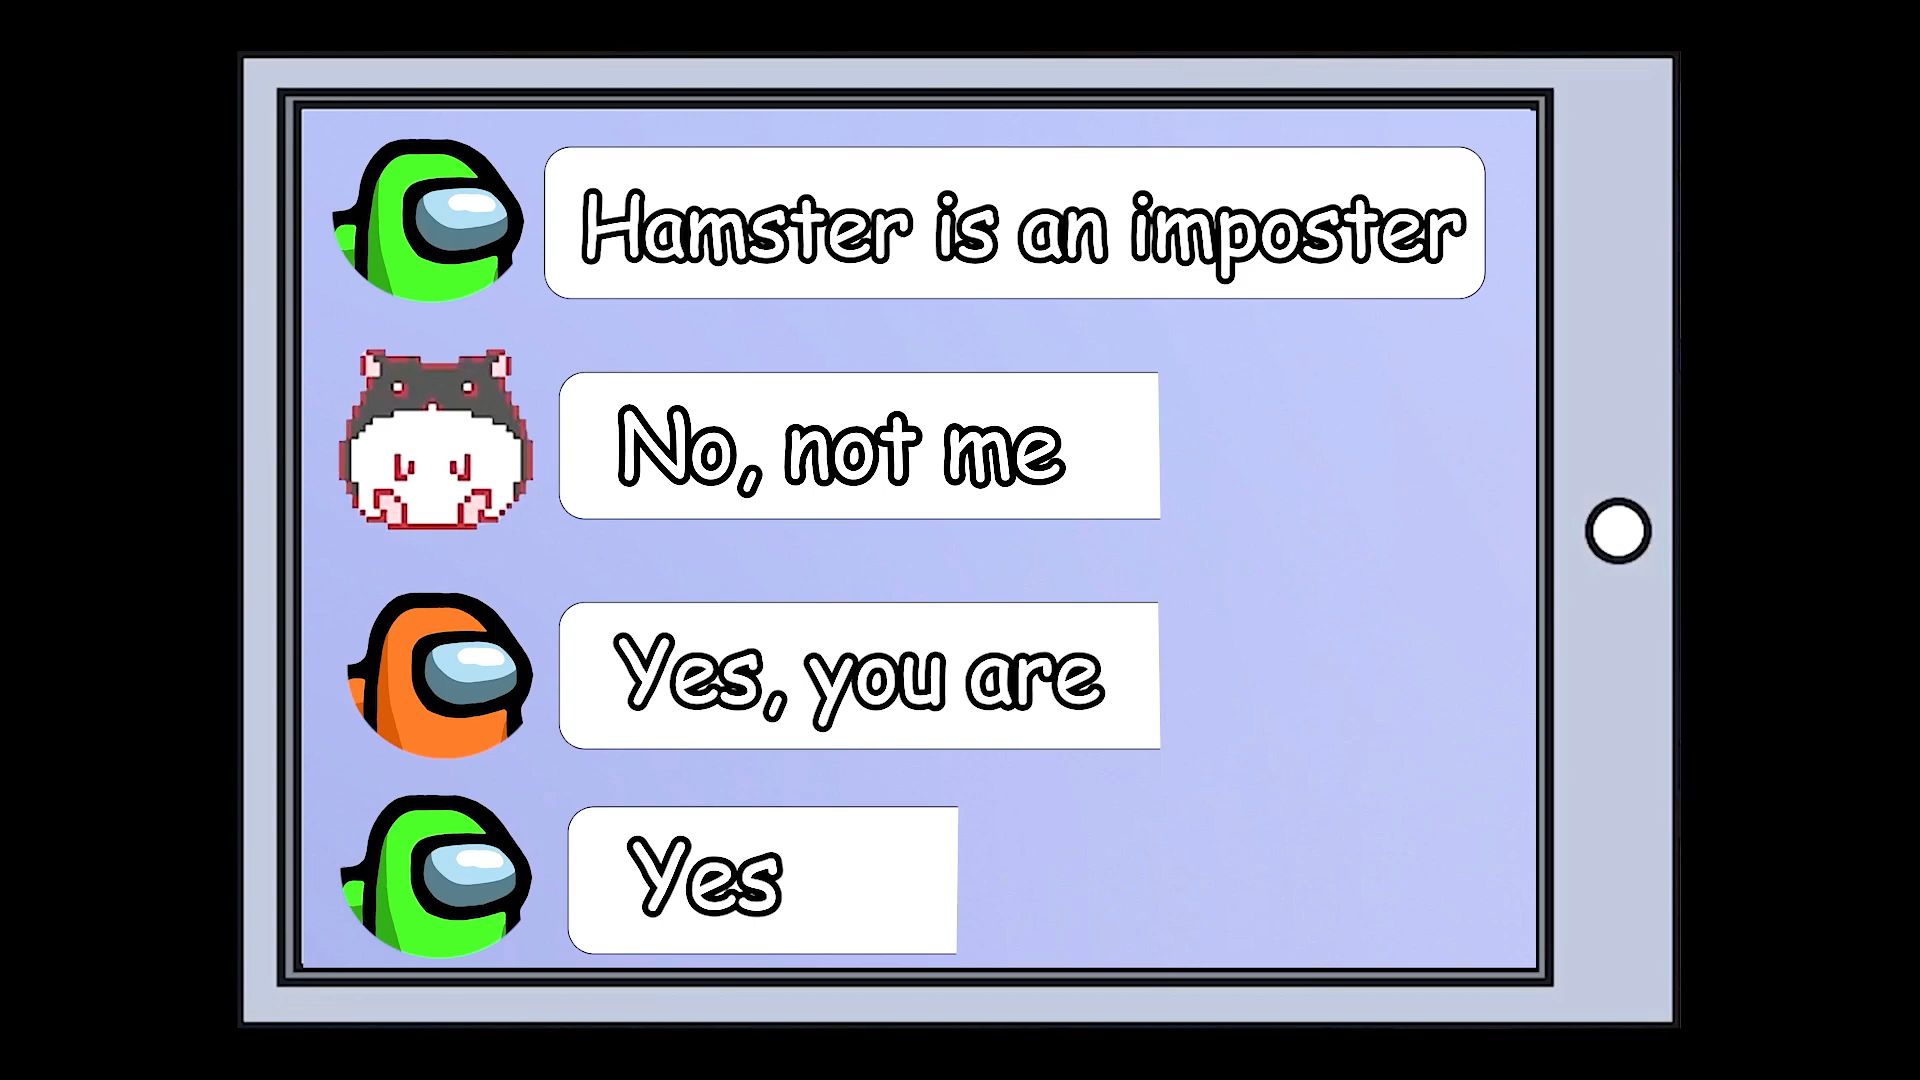 Hamster is an imposter
No, not me
Yes, you are
Yes